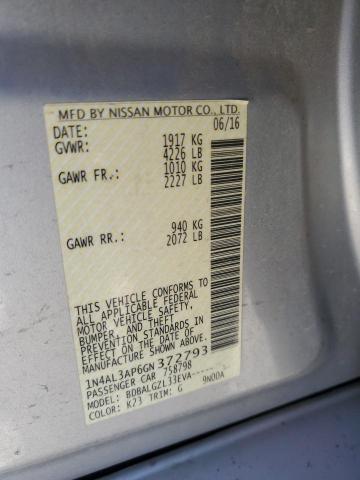 MFD BY NISSAN MOTOR CO., LTD.
DATE: 06/16
GVWR: 1917 KG
4226 LB
GAWR FR.: 1010 KG
2227 LB
GAWR RR.: 940 KG
2072 LB
THIS VEHICLE CONFORMS TO
ALL APPLICABLE FEDERAL
MOTOR VEHICLE SAFETY,
BUMPER, AND THEFT
PREVENTION STANDARDS IN
EFFECT ON THE DATE OF
MANUFACTURE SHOWN ABOVE.
1N4AL3AP6GN372793
PASSENGER CAR 758798
MODEL: BDBALGZL33EVA-----
COLOR: K23 TRIM: G 9N00A